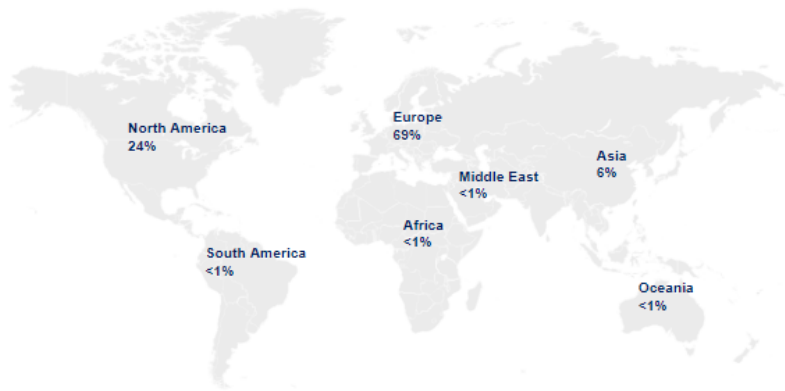 North America
24%
Europe
69%
Asia
6%
Middle East
<1%
Africa
<1%
South America
<1%
Oceania
<1%